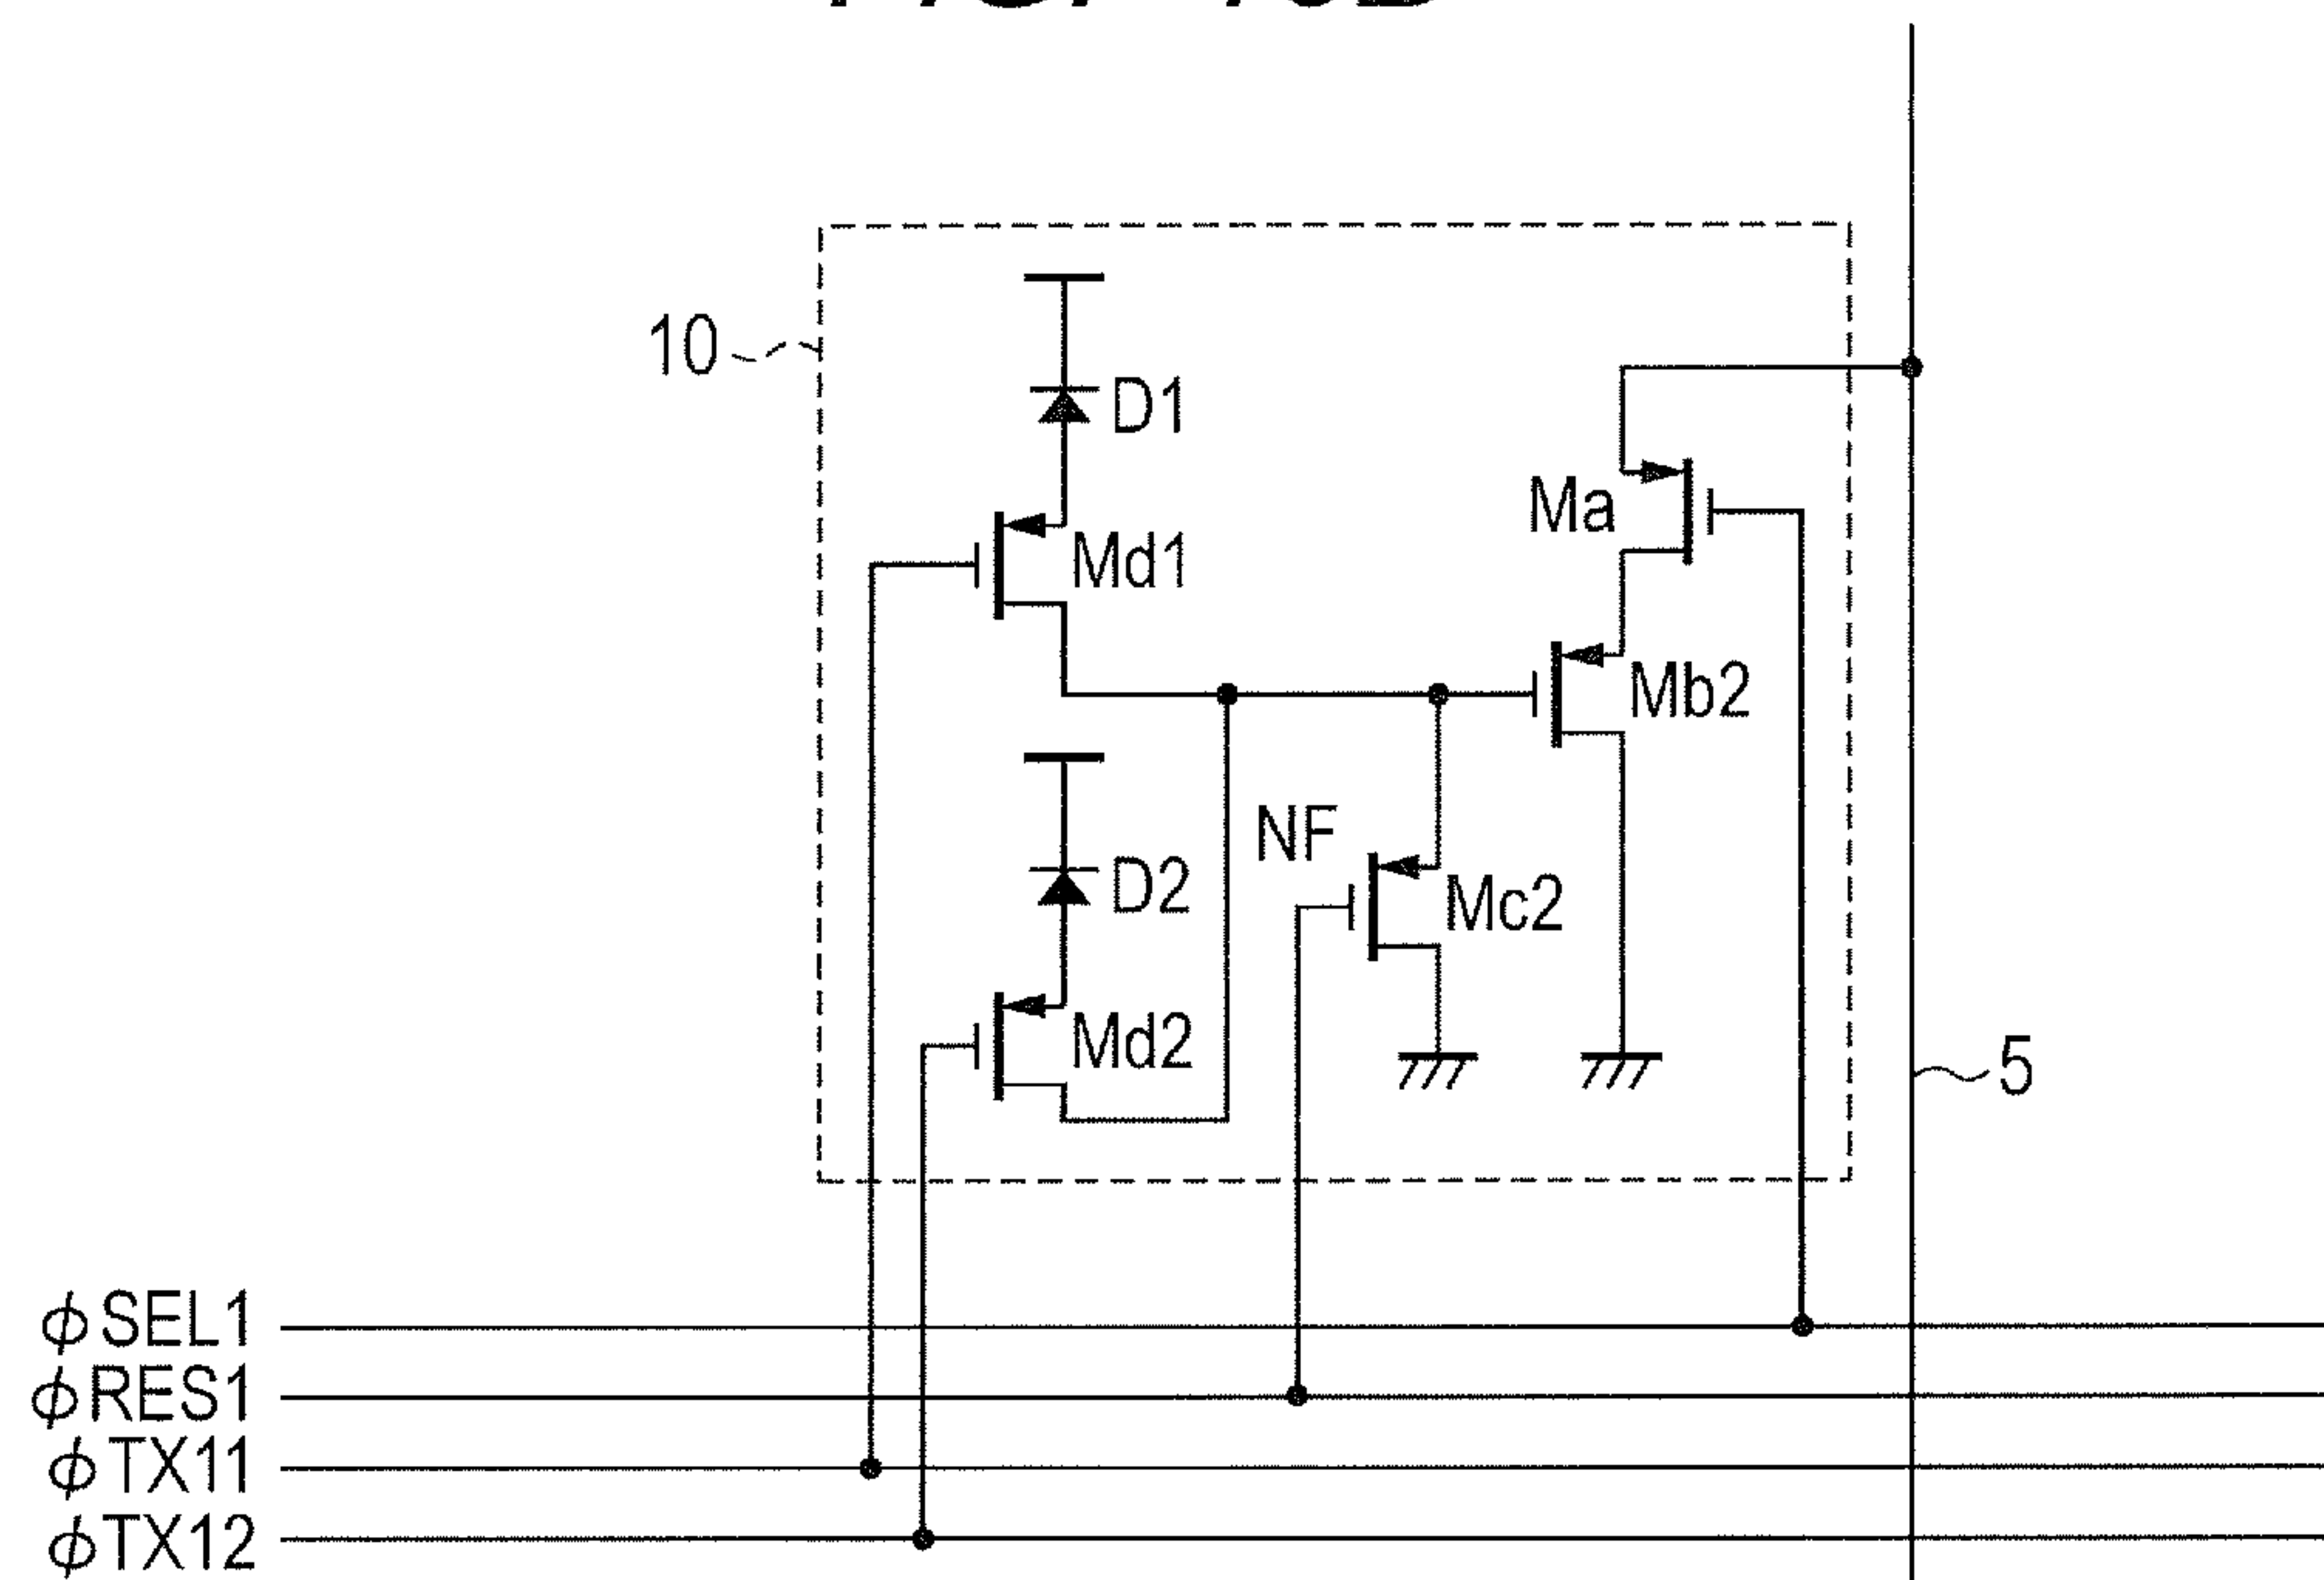 10
D1
Ma
Md1
Mb2
NF
D2
Mc2
Md2
5
ϕSEL1
ϕRES1
ϕTX11
ϕTX12